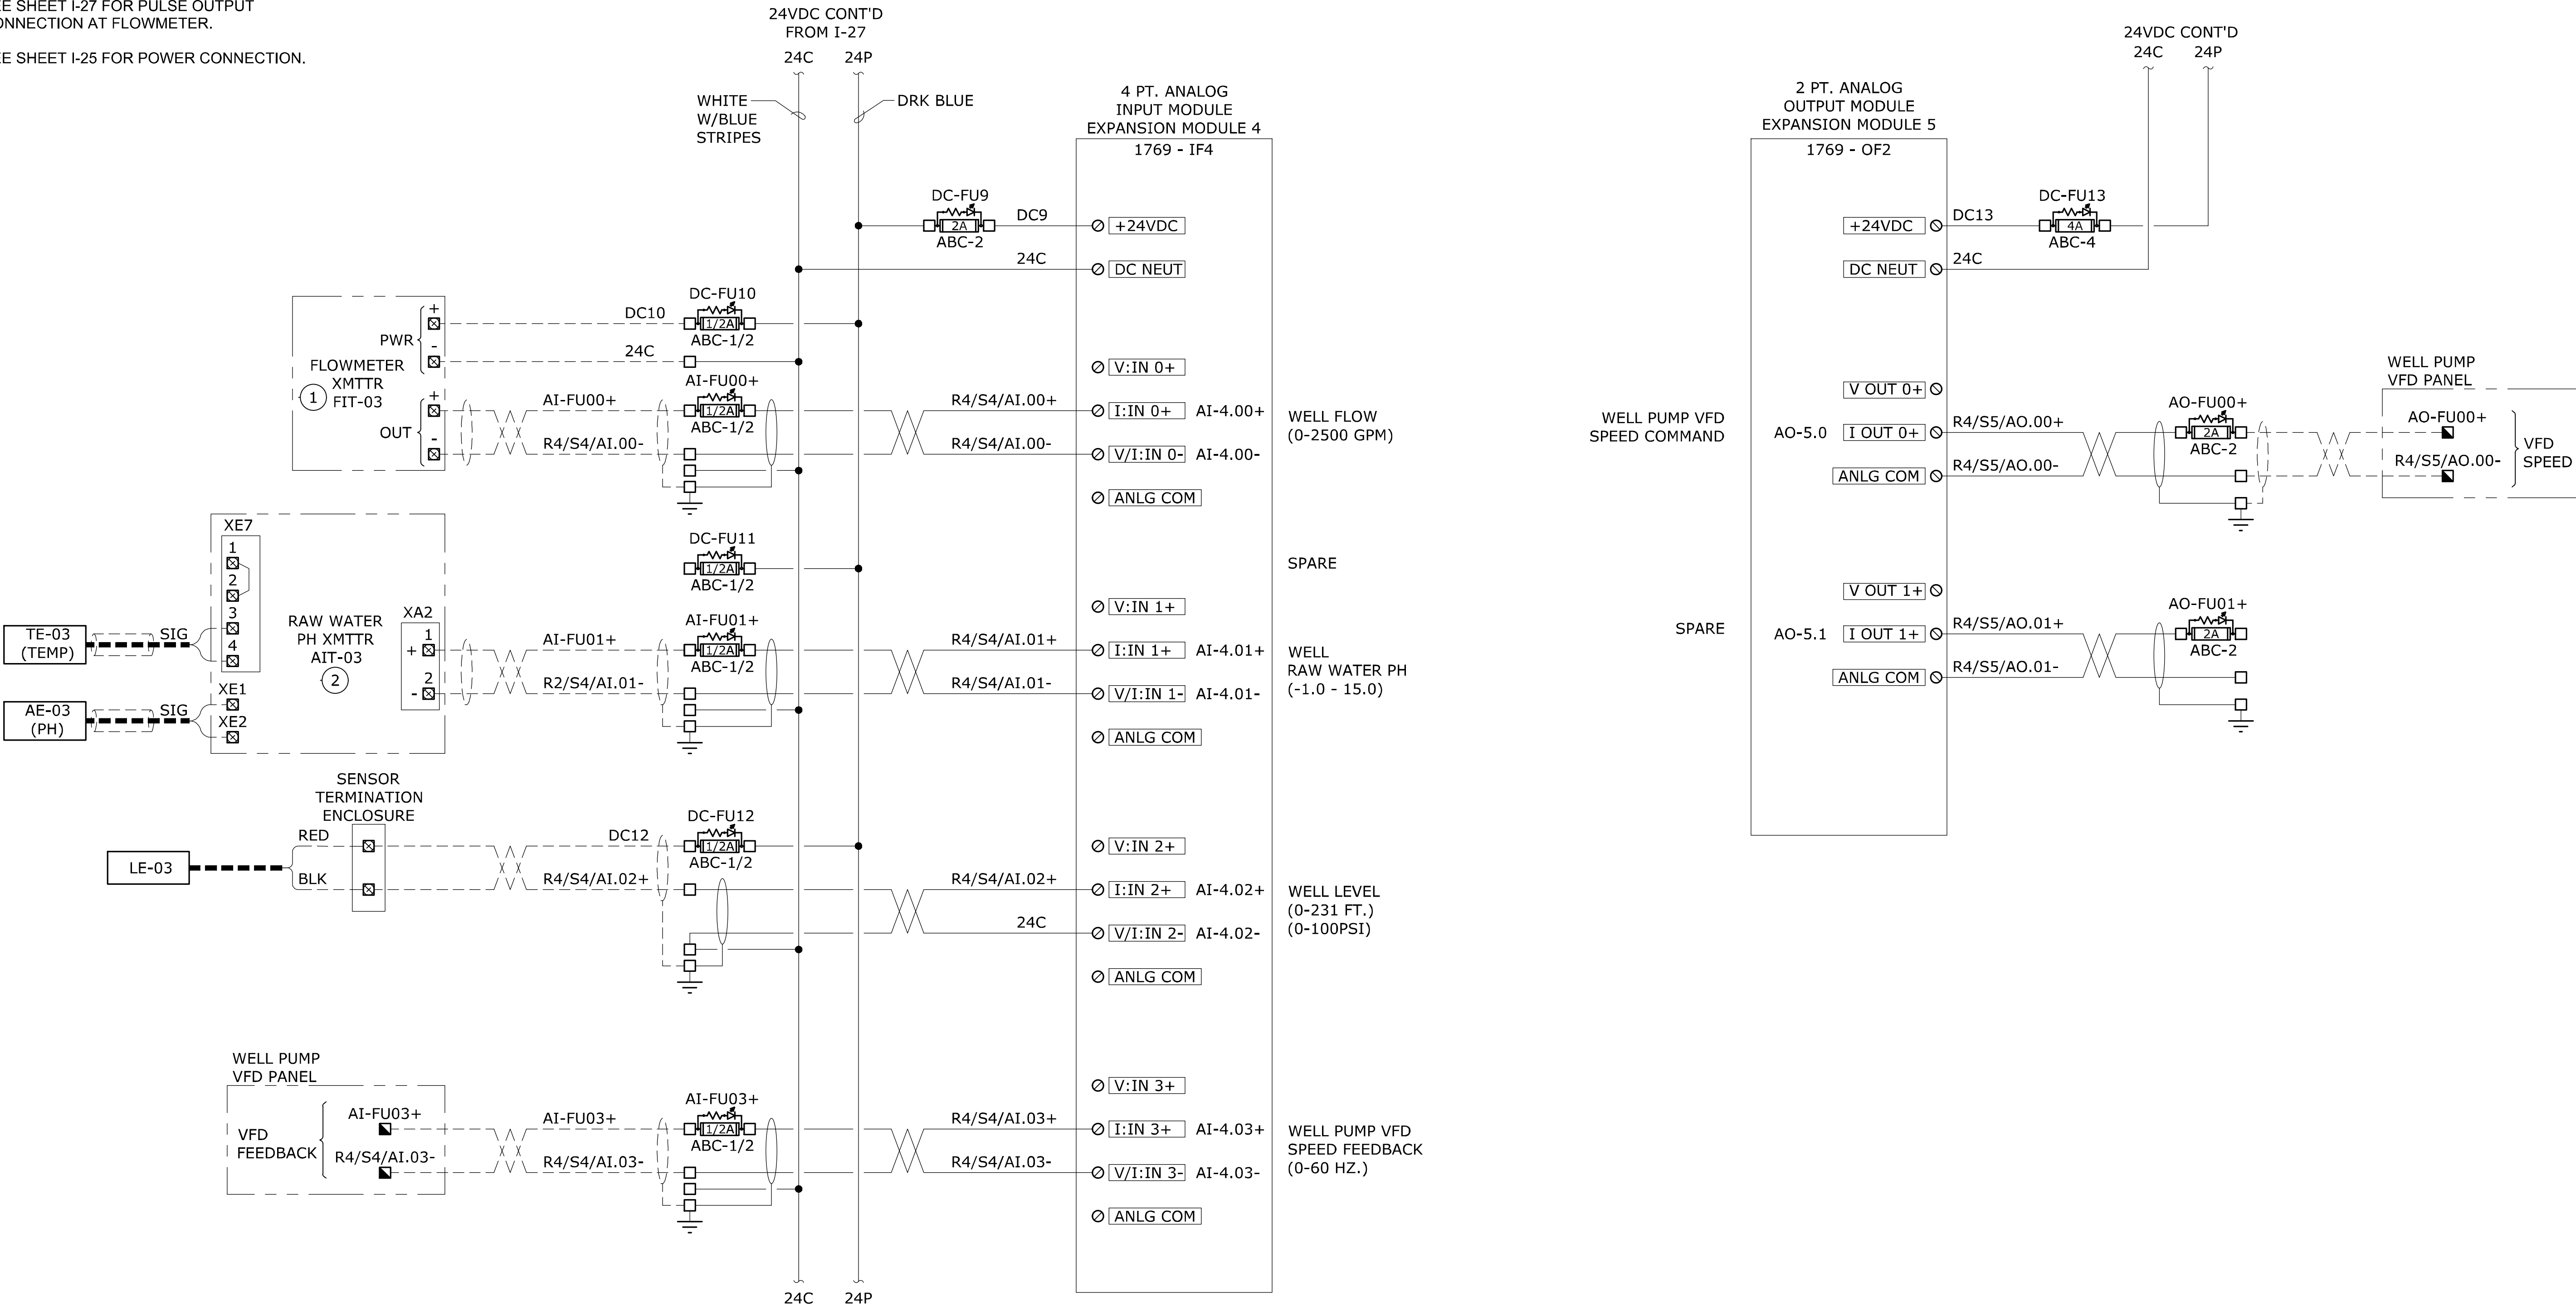 EE SHEET I-27 FOR PULSE OUTPUT
ONNECTION AT FLOWMETER.
EE SHEET I-25 FOR POWER CONNECTION.
24VDC CONT'D
FROM I-27
24C 24P
WHITE
W/BLUE
STRIPES
DRK BLUE
4 PT. ANALOG
INPUT MODULE
EXPANSION MODULE 4
1769 - IF4
DC-FU9
2A
ABC-2
DC9
+24VDC
24C
DC NEUT
DC-FU10
DC10
1/2A
ABC-1/2
24C
+
PWR
-
FLOWMETER
XMTTR
FIT-03
1
+
OUT
-
AI-FU00+
AI-FU00+
1/2A
ABC-1/2
R4/S4/AI.00-
V:IN 0+
R4/S4/AI.00+
I:IN 0+ AI-4.00+
R4/S4/AI.00-
V/I:IN 0- AI-4.00-
ANLG COM
WELL FLOW
(0-2500 GPM)
DC-FU11
1/2A
ABC-1/2
SPARE
XE7
1
2
3
4
XE1
XE2
TE-03
(TEMP)
SIG
AE-03
(PH)
SIG
RAW WATER
PH XMTTR
AIT-03
2
XA2
1
+
2
-
AI-FU01+
AI-FU01+
1/2A
ABC-1/2
R2/S4/AI.01-
V:IN 1+
R4/S4/AI.01+
I:IN 1+ AI-4.01+
R4/S4/AI.01-
V/I:IN 1- AI-4.01-
ANLG COM
WELL
RAW WATER PH
(-1.0 - 15.0)
SENSOR
TERMINATION
ENCLOSURE
LE-03
RED
BLK
DC-FU12
DC12
1/2A
ABC-1/2
R4/S4/AI.02+
V:IN 2+
R4/S4/AI.02+
I:IN 2+ AI-4.02+
24C
V/I:IN 2- AI-4.02-
ANLG COM
WELL LEVEL
(0-231 FT.)
(0-100PSI)
WELL PUMP
VFD PANEL
VFD
FEEDBACK
AI-FU03+
R4/S4/AI.03-
AI-FU03+
AI-FU03+
1/2A
ABC-1/2
R4/S4/AI.03-
V:IN 3+
R4/S4/AI.03+
I:IN 3+ AI-4.03+
R4/S4/AI.03-
V/I:IN 3- AI-4.03-
ANLG COM
WELL PUMP VFD
SPEED FEEDBACK
(0-60 HZ.)
24C 24P
24VDC CONT'D
24C 24P
2 PT. ANALOG
OUTPUT MODULE
EXPANSION MODULE 5
1769 - OF2
+24VDC
DC13
DC-FU13
4A
ABC-4
DC NEUT
24C
WELL PUMP VFD
SPEED COMMAND
V OUT 0+
AO-5.0 I OUT 0+
R4/S5/AO.00+
ANLG COM
R4/S5/AO.00-
AO-FU00+
2A
ABC-2
WELL PUMP
VFD PANEL
AO-FU00+
R4/S5/AO.00-
VFD
SPEED
SPARE
V OUT 1+
AO-5.1 I OUT 1+
R4/S5/AO.01+
ANLG COM
R4/S5/AO.01-
AO-FU01+
2A
ABC-2